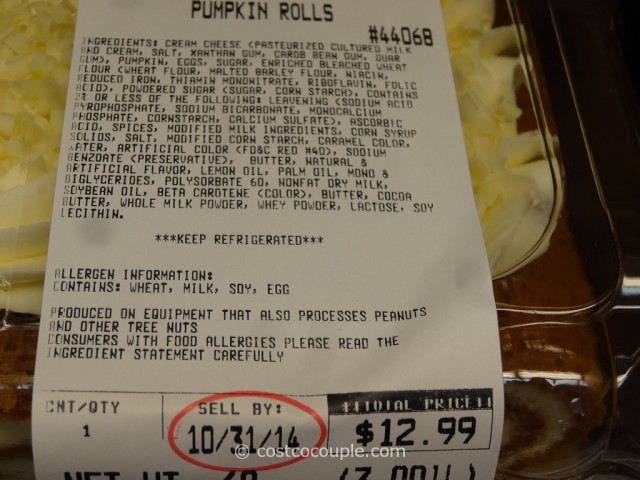 PUMPKIN ROLLS
#44068
INGREDIENTS: CREAM CHEESE (PASTEURIZED CULTURED MILK
AND CREAM, SALT, XANTHAN GUM, CAROB BEAN GUM, GUAR
GUM), PUMPKIN, EGGS, SUGAR, ENRICHED BLEACHED WHEAT
FLOUR (WHEAT FLOUR, MALTED BARLEY FLOUR, NIACIN,
REDUCED IRON, THIAMIN MONONITRATE, RIBOFLAVIN, FOLIC
ACID), POWDERED SUGAR (SUGAR, CORN STARCH), CONTAINS
2% OR LESS OF THE FOLLOWING: LEAVENING (SODIUM ACID
PYROPHOSPHATE, SODIUM BICARBONATE, MONOCALCIUM
PHOSPHATE, CORNSTARCH, CALCIUM SULFATE), ASCORBIC
ACID, SPICES, MODIFIED MILK INGREDIENTS, CORN SYRUP
SOLIDS, SALT, MODIFIED CORN STARCH, CARAMEL COLOR,
WATER, ARTIFICIAL COLOR (FD&C RED #40), SODIUM
BENZOATE (PRESERVATIVE), BUTTER, NATURAL &
ARTIFICIAL FLAVOR, LEMON OIL, PALM OIL, MONO &
DIGLYCERIDES, POLYSORBATE 60, NONFAT DRY MILK,
SOYBEAN OIL, BETA CAROTENE (COLOR), BUTTER, COCOA
BUTTER, WHOLE MILK POWDER, WHEY POWDER, LACTOSE, SOY
LECITHIN.
***KEEP REFRIGERATED***
ALLERGEN INFORMATION:
CONTAINS: WHEAT, MILK, SOY, EGG
PRODUCED ON EQUIPMENT THAT ALSO PROCESSES PEANUTS
AND OTHER TREE NUTS
CONSUMERS WITH FOOD ALLERGIES PLEASE READ THE
INGREDIENT STATEMENT CAREFULLY
CNT/QTY
1
SELL BY:
10/31/14
TOTAL PRICE
$12.99
© costcocouple.com
NET WT